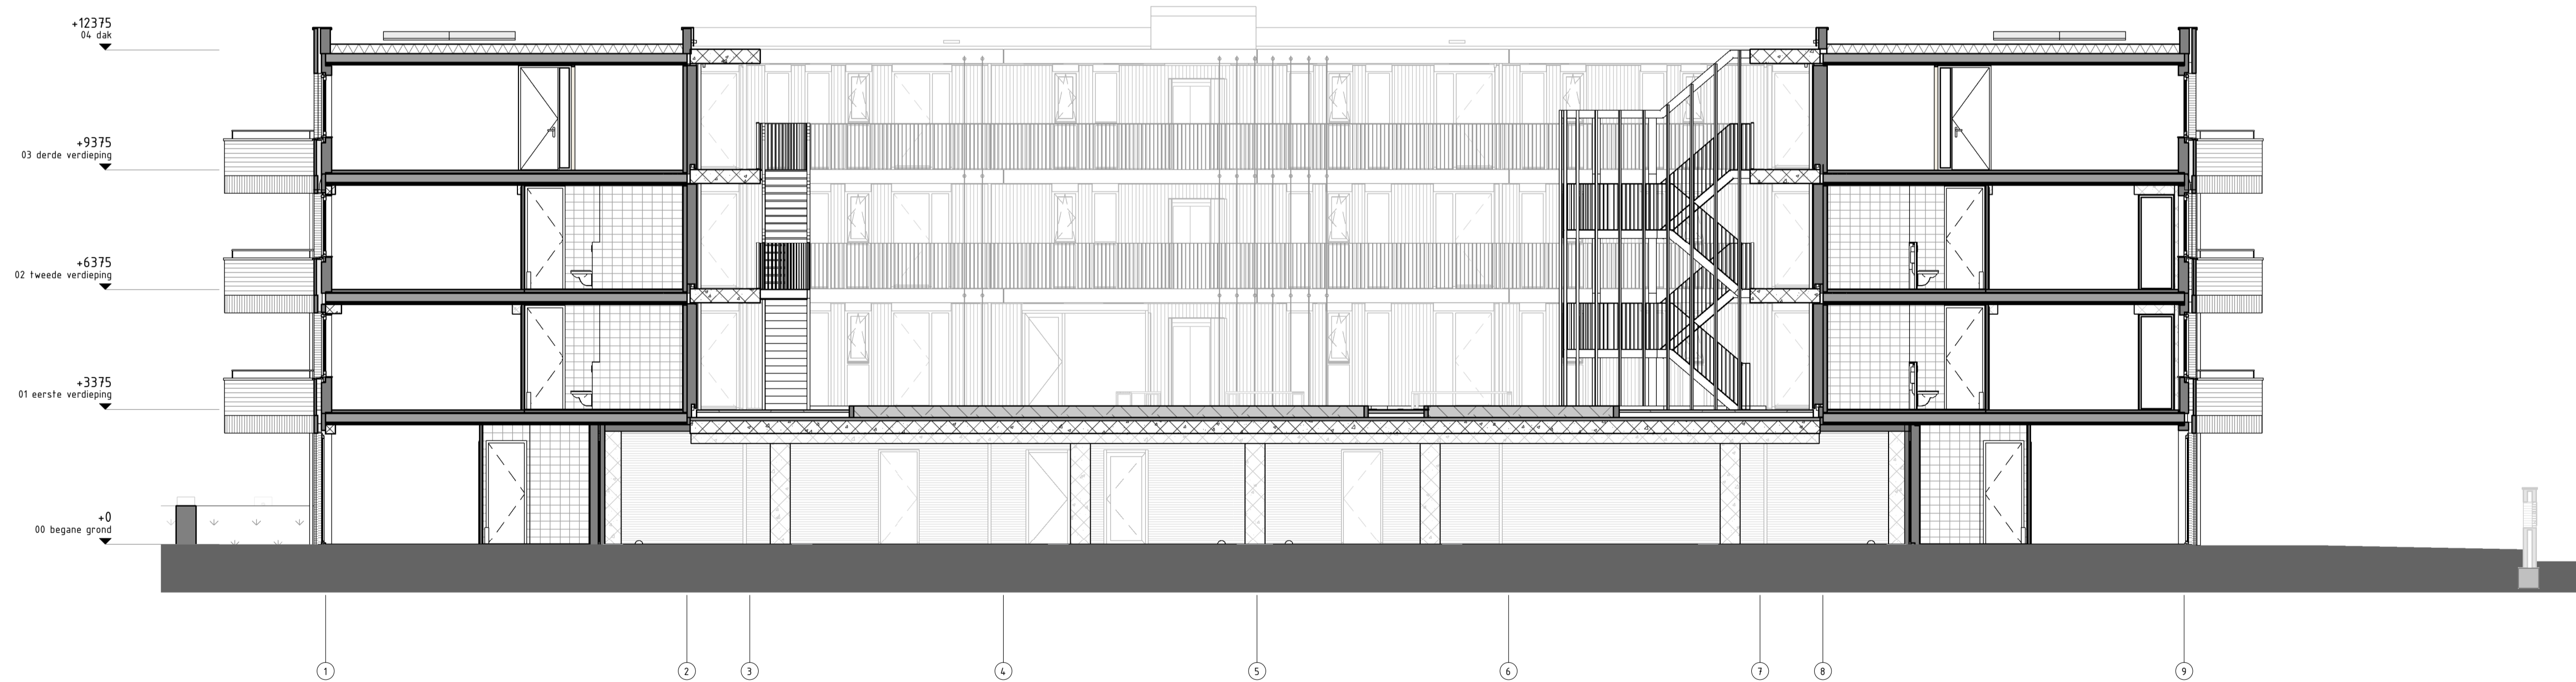 +12375
04 dak
+9375
03 derde verdieping
+6375
02 tweede verdieping
+3375
01 eerste verdieping
+0
00 begane grond
1 2 3 4 5 6 7 8 9